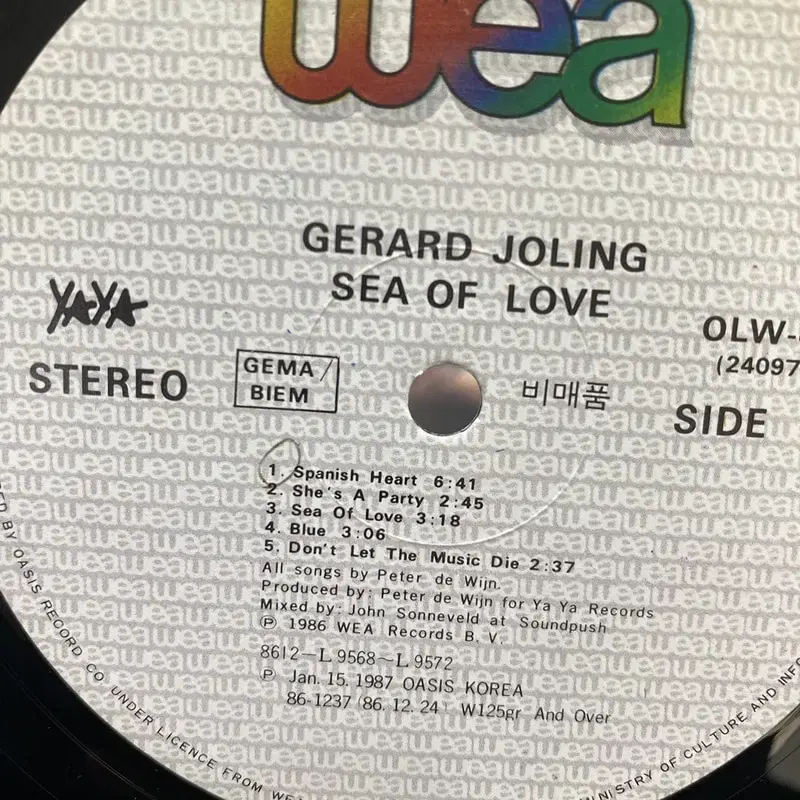 wea
GERARD JOLING
SEA OF LOVE
YAYA
OLW-
(24097
STEREO
GEMA/
BIEM
비매품
SIDE
1. Spanish Heart 6:41
2. She's A Party 2:45
3. Sea Of Love 3:18
4. Blue 3:06
5. Don't Let The Music Die 2:37
All songs by Peter de Wijn.
Produced by: Peter de Wijn for Ya Ya Records
Mixed by: John Sonneveld at Soundpush
Ⓟ 1986 WEA Records B.V.
8612-L9568~L9572
Ⓟ Jan. 15. 1987 OASIS KOREA
86-1237 (86. 12. 24) W125gr And Over
BY OASIS RECORD CO. UNDER LICENCE FROM
MINISTRY OF CULTURE AND